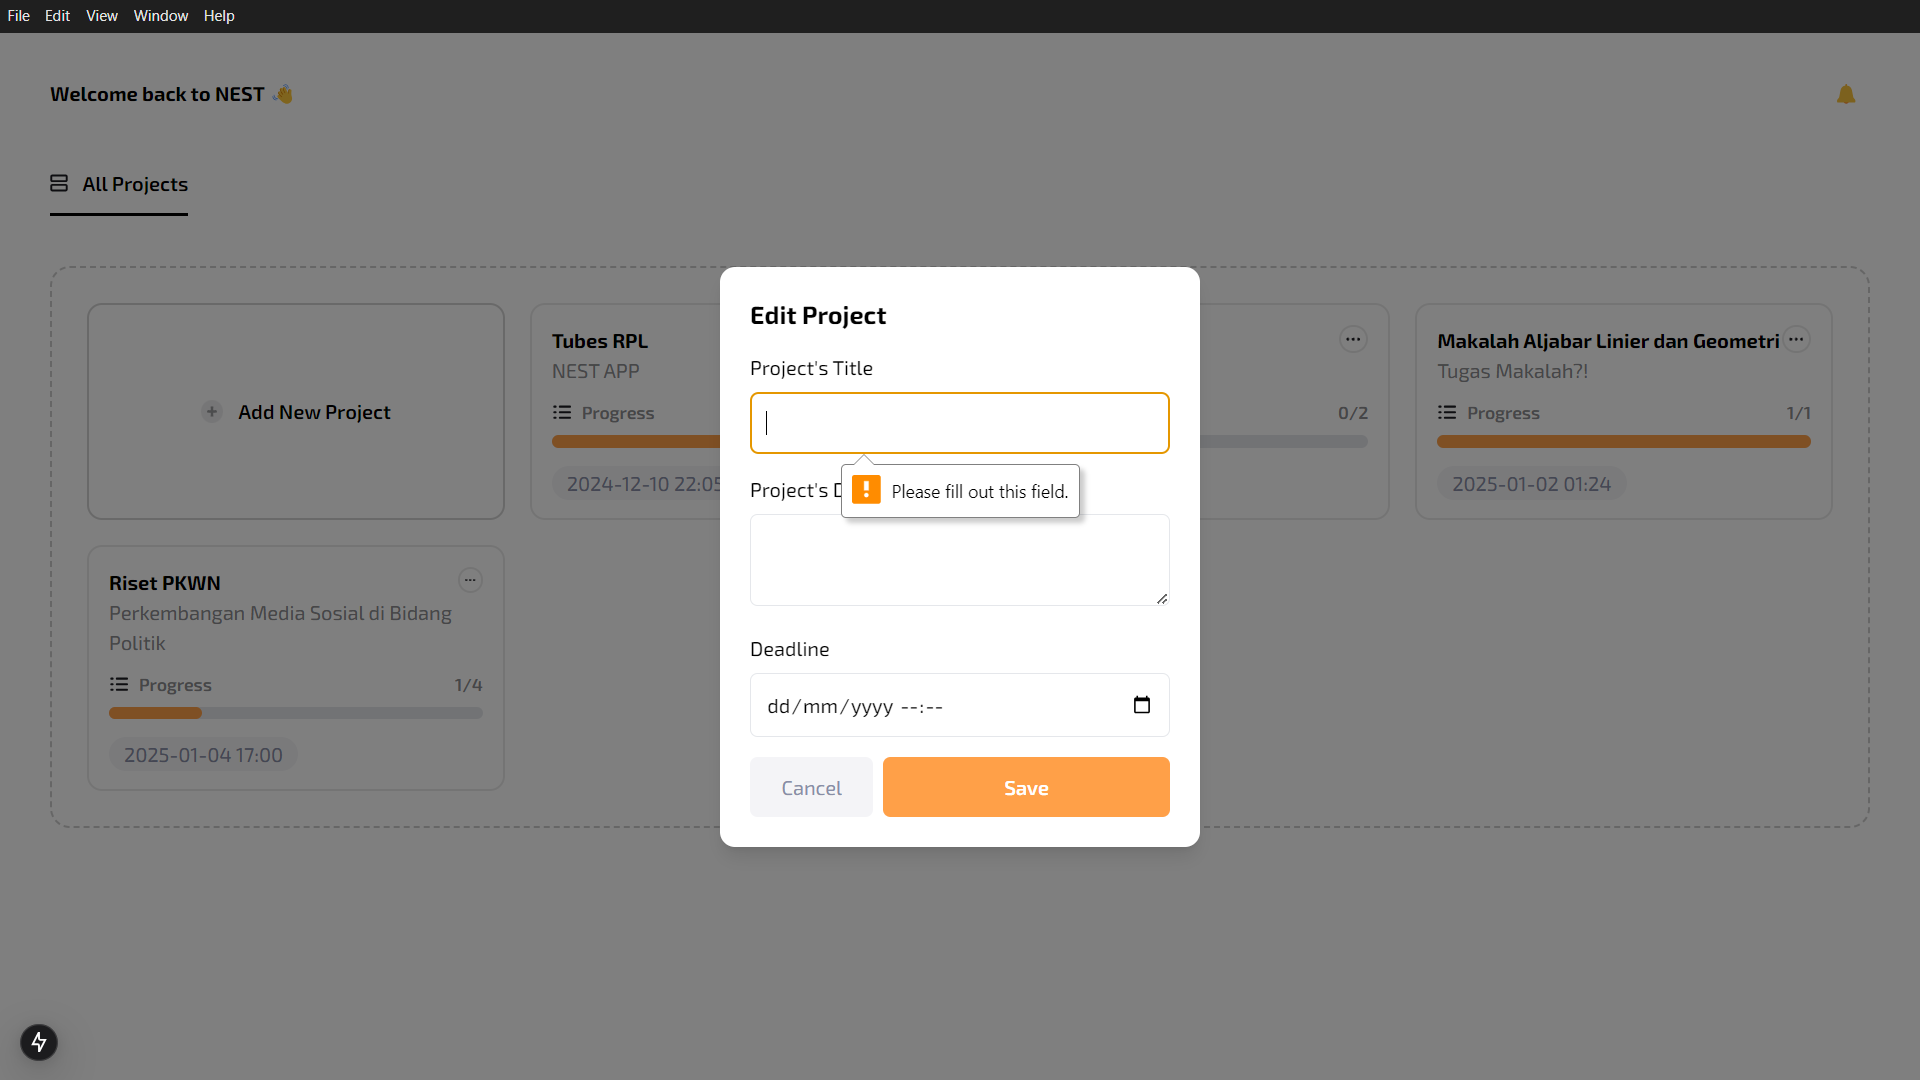 File Edit View Window Help
Welcome back to NEST 👋
All Projects
Add New Project
Tubes RPL
NEST APP
Progress
2024-12-10 22:05
0/2
Makalah Aljabar Linier dan Geometri
Tugas Makalah?!
Progress 1/1
2025-01-02 01:24
Riset PKWN
Perkembangan Media Sosial di Bidang
Politik
Progress 1/4
2025-01-04 17:00
Edit Project
Project's Title
Please fill out this field.
Project's
Deadline
dd/mm/yyyy --:--
Cancel Save